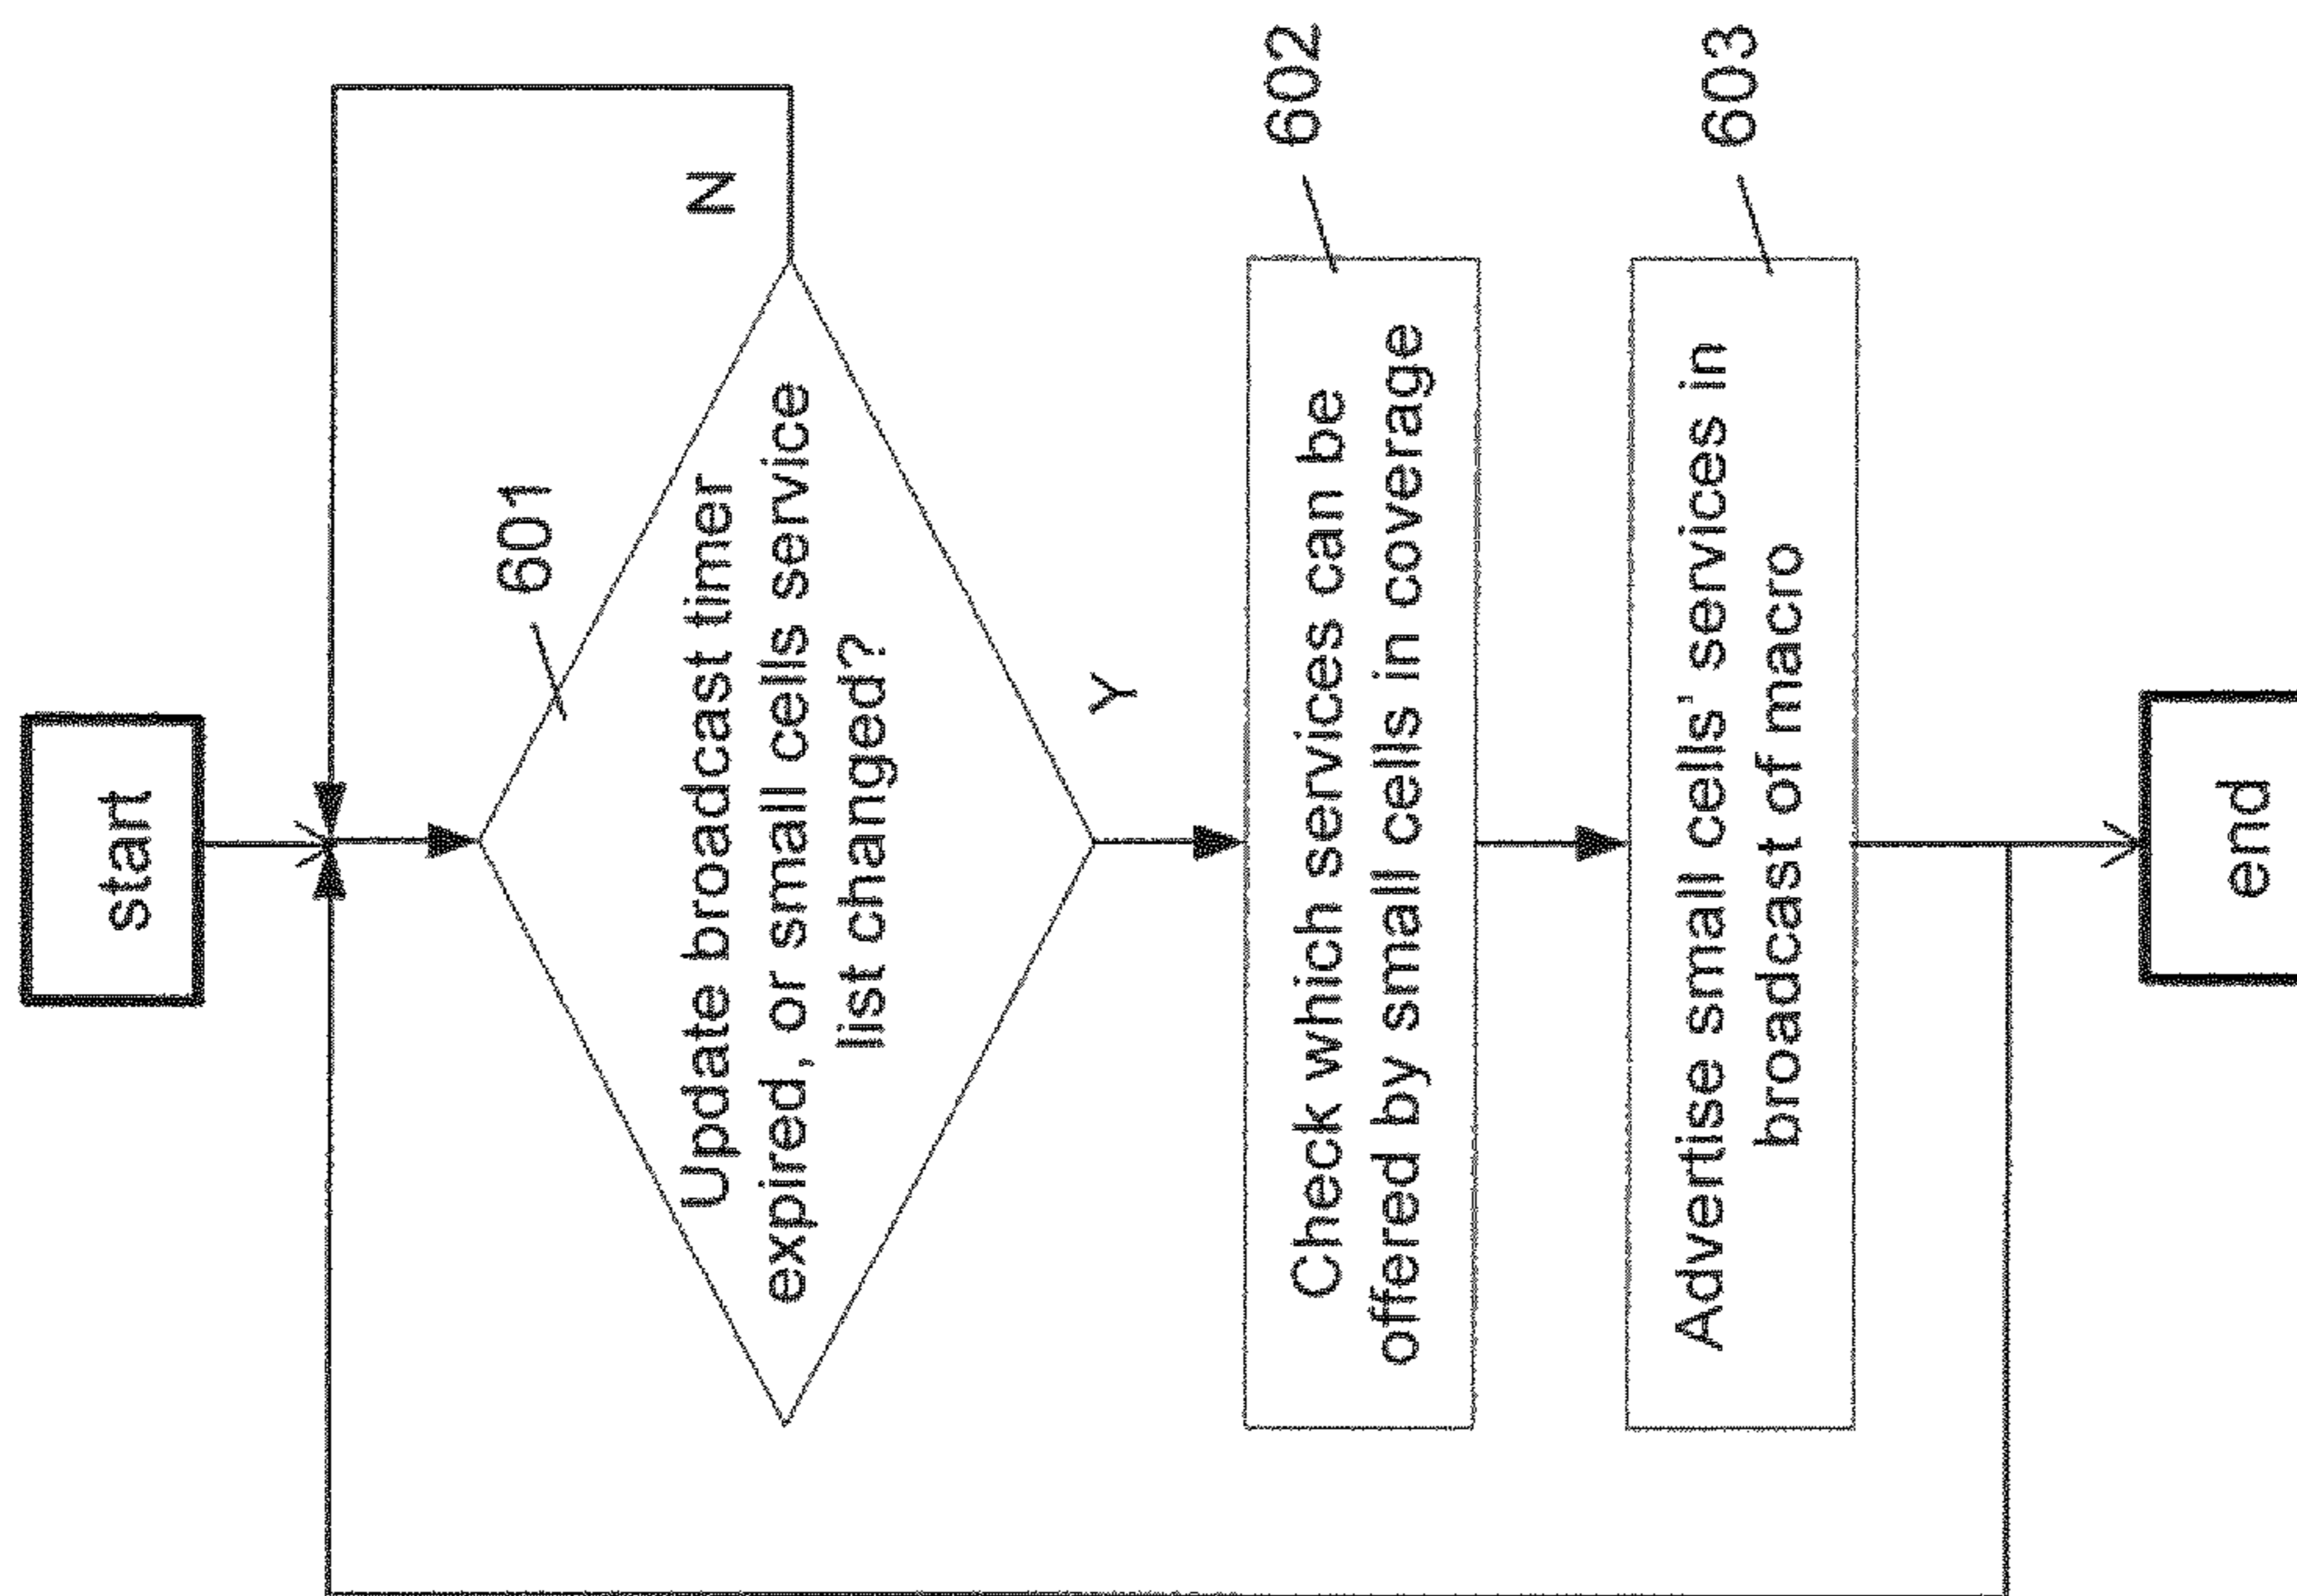 start
601
Update broadcast timer
expired, or small cells service
list changed?
N
Y
602
Check which services can be
offered by small cells in coverage
603
Advertise small cells' services in
broadcast of macro
end